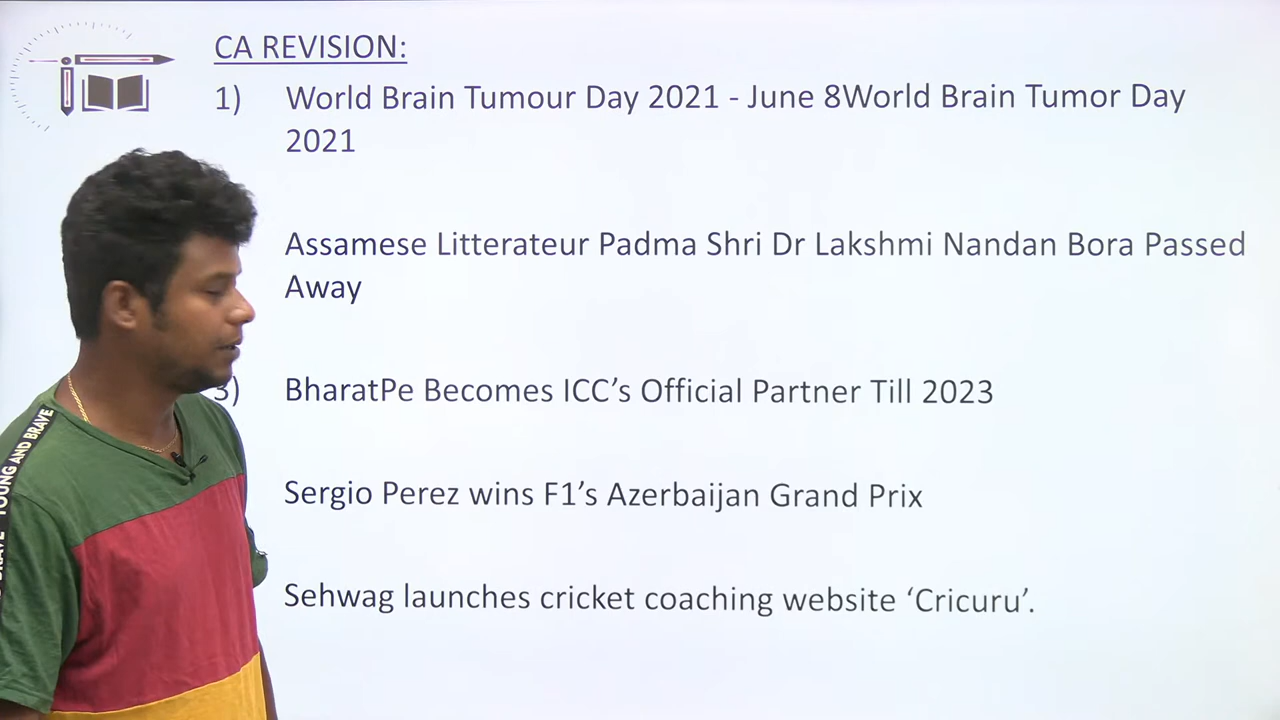 CA REVISION:
1) World Brain Tumour Day 2021 - June 8World Brain Tumor Day
2021
Assamese Litterateur Padma Shri Dr Lakshmi Nandan Bora Passed
Away
3) BharatPe Becomes ICC’s Official Partner Till 2023
Sergio Perez wins F1’s Azerbaijan Grand Prix
Sehwag launches cricket coaching website ‘Cricuru’.
YOUNG AND BRAVE
BRAVE